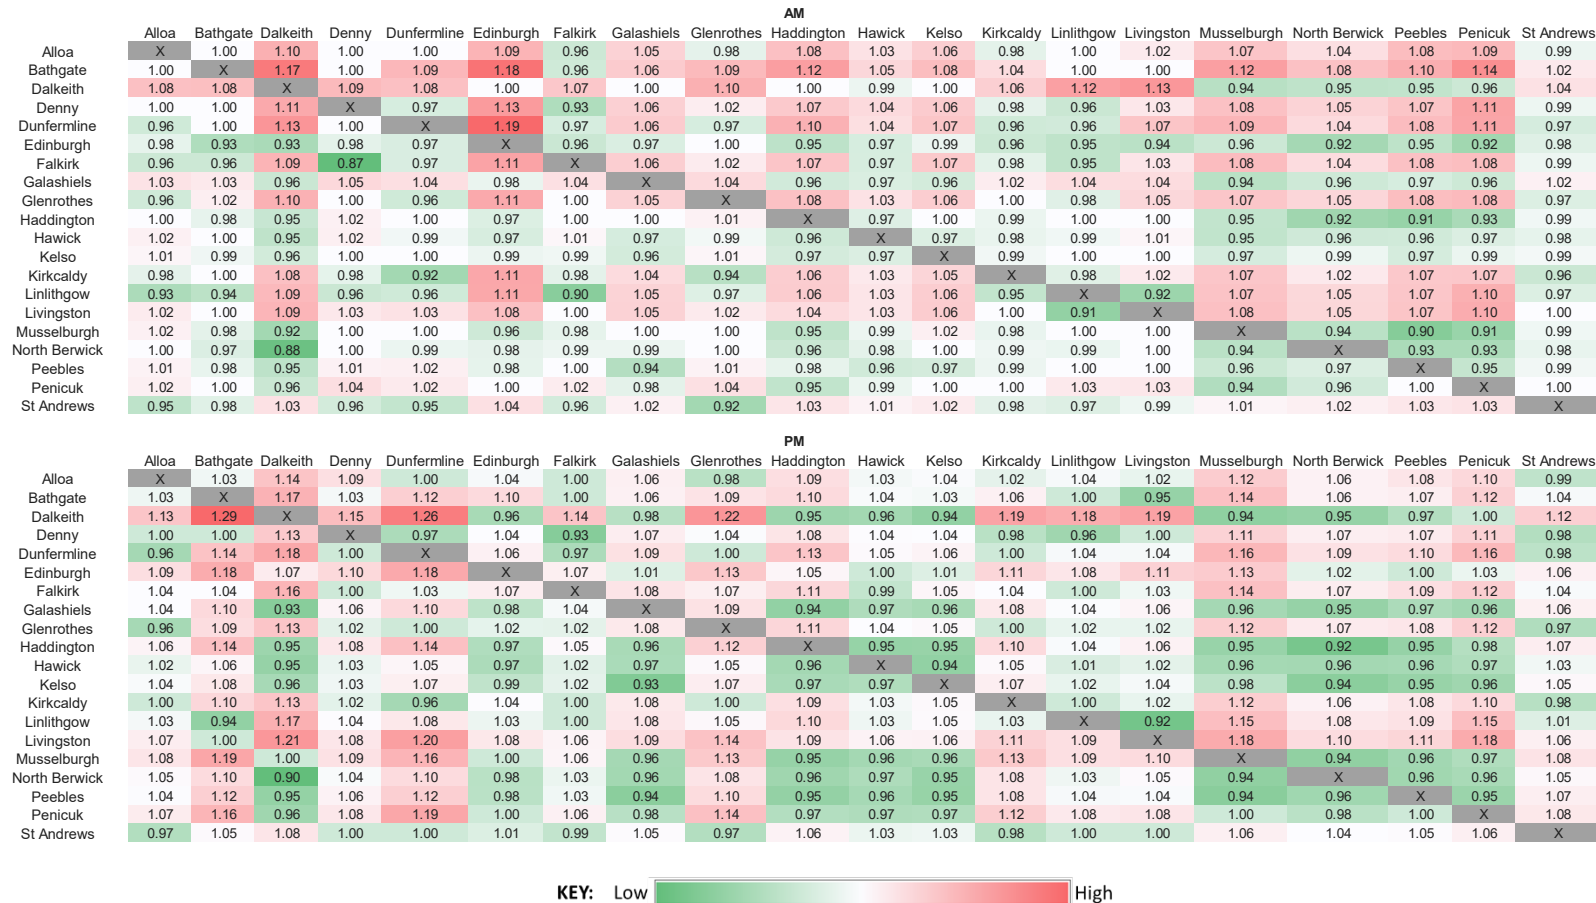 AM
Alloa Bathgate Dalkeith Denny Dunfermline Edinburgh Falkirk Galashiels Glenrothes Haddington Hawick Kelso Kirkcaldy Linlithgow Livingston Musselburgh North Berwick Peebles Penicuk St Andrews
Alloa X 1.00 1.10 1.00 1.00 1.09 0.96 1.05 0.98 1.08 1.03 1.06 0.98 1.00 1.02 1.07 1.04 1.08 1.09 0.99
Bathgate 1.00 X 1.17 1.00 1.09 1.18 0.96 1.06 1.09 1.12 1.05 1.08 1.04 1.00 1.00 1.12 1.08 1.10 1.14 1.02
Dalkeith 1.08 1.08 X 1.09 1.08 1.00 1.07 1.00 1.10 1.00 0.99 1.00 1.06 1.12 1.13 0.94 0.95 0.95 0.96 1.04
Denny 1.00 1.00 1.11 X 0.97 1.13 0.93 1.06 1.02 1.07 1.04 1.06 0.98 0.96 1.03 1.08 1.05 1.07 1.11 0.99
Dunfermline 0.96 1.00 1.13 1.00 X 1.19 0.97 1.06 0.97 1.10 1.04 1.07 0.96 0.96 1.07 1.09 1.04 1.08 1.11 0.97
Edinburgh 0.98 0.93 0.93 0.98 0.97 X 0.96 0.97 1.00 0.95 0.97 0.99 0.96 0.95 0.94 0.96 0.92 0.95 0.92 0.98
Falkirk 0.96 0.96 1.09 0.87 0.97 1.11 X 1.06 1.02 1.07 0.97 1.07 0.98 0.95 1.03 1.08 1.04 1.08 1.08 0.99
Galashiels 1.03 1.03 0.96 1.05 1.04 0.98 1.04 X 1.04 0.96 0.97 0.96 1.02 1.04 1.04 0.94 0.96 0.97 0.96 1.02
Glenrothes 0.96 1.02 1.10 1.00 0.96 1.11 1.00 1.05 X 1.08 1.03 1.06 1.00 0.98 1.05 1.07 1.05 1.08 1.08 0.97
Haddington 1.00 0.98 0.95 1.02 1.00 0.97 1.00 1.00 1.01 X 0.97 1.00 0.99 1.00 1.00 0.95 0.92 0.91 0.93 0.99
Hawick 1.02 1.00 0.95 1.02 0.99 0.97 1.01 0.97 0.99 0.96 X 0.97 0.98 0.99 1.01 0.95 0.96 0.96 0.97 0.98
Kelso 1.01 0.99 0.96 1.00 1.00 0.99 0.99 0.96 1.01 0.97 0.97 X 0.99 1.00 1.00 0.97 0.99 0.97 0.99 0.99
Kirkcaldy 0.98 1.00 1.08 0.98 0.92 1.11 0.98 1.04 0.94 1.06 1.03 1.05 X 0.98 1.02 1.07 1.02 1.07 1.07 0.96
Linlithgow 0.93 0.94 1.09 0.96 0.96 1.11 0.90 1.05 0.97 1.06 1.03 1.06 0.95 X 0.92 1.07 1.05 1.07 1.10 0.97
Livingston 1.02 1.00 1.09 1.03 1.03 1.08 1.00 1.05 1.02 1.04 1.03 1.06 1.00 0.91 X 1.08 1.05 1.07 1.10 1.00
Musselburgh 1.02 0.98 0.92 1.00 1.00 0.96 0.98 1.00 1.00 0.95 0.99 1.02 0.98 1.00 1.00 X 0.94 0.90 0.91 0.99
North Berwick 1.00 0.97 0.88 1.00 0.99 0.98 0.99 0.99 1.00 0.96 0.98 1.00 0.99 0.99 1.00 0.94 X 0.93 0.93 0.98
Peebles 1.01 0.98 0.95 1.01 1.02 0.98 1.00 0.94 1.01 0.98 0.96 0.97 0.99 1.00 1.00 0.96 0.97 X 0.95 0.99
Penicuk 1.02 1.00 0.96 1.04 1.02 1.00 1.02 0.98 1.04 0.95 0.99 1.00 1.00 1.03 1.03 0.94 0.96 1.00 X 1.00
St Andrews 0.95 0.98 1.03 0.96 0.95 1.04 0.96 1.02 0.92 1.03 1.01 1.02 0.98 0.97 0.99 1.01 1.02 1.03 1.03 X
PM
Alloa Bathgate Dalkeith Denny Dunfermline Edinburgh Falkirk Galashiels Glenrothes Haddington Hawick Kelso Kirkcaldy Linlithgow Livingston Musselburgh North Berwick Peebles Penicuk St Andrews
Alloa X 1.03 1.14 1.09 1.00 1.04 1.00 1.06 0.98 1.09 1.03 1.04 1.02 1.04 1.02 1.12 1.06 1.08 1.10 0.99
Bathgate 1.03 X 1.17 1.03 1.12 1.10 1.00 1.06 1.09 1.10 1.04 1.03 1.06 1.00 0.95 1.14 1.06 1.07 1.12 1.04
Dalkeith 1.13 1.29 X 1.15 1.26 0.96 1.14 0.98 1.22 0.95 0.96 0.94 1.19 1.18 1.19 0.94 0.95 0.97 1.00 1.12
Denny 1.00 1.00 1.13 X 0.97 1.04 0.93 1.07 1.04 1.08 1.04 1.04 0.98 0.96 1.00 1.11 1.07 1.07 1.11 0.98
Dunfermline 0.96 1.14 1.18 1.00 X 1.06 0.97 1.09 1.00 1.13 1.05 1.06 1.00 1.04 1.04 1.16 1.09 1.10 1.16 0.98
Edinburgh 1.09 1.18 1.07 1.10 1.18 X 1.07 1.01 1.13 1.05 1.00 1.01 1.11 1.08 1.11 1.13 1.02 1.00 1.03 1.06
Falkirk 1.04 1.04 1.16 1.00 1.03 1.07 X 1.08 1.07 1.11 0.99 1.05 1.04 1.00 1.03 1.14 1.07 1.09 1.12 1.04
Galashiels 1.04 1.10 0.93 1.06 1.10 0.98 1.04 X 1.09 0.94 0.97 0.96 1.08 1.04 1.06 0.96 0.95 0.97 0.96 1.06
Glenrothes 0.96 1.09 1.13 1.02 1.00 1.02 1.02 1.08 X 1.11 1.04 1.05 1.00 1.02 1.02 1.12 1.07 1.08 1.12 0.97
Haddington 1.06 1.14 0.95 1.08 1.14 0.97 1.05 0.96 1.12 X 0.95 0.95 1.10 1.04 1.06 0.95 0.92 0.95 0.98 1.07
Hawick 1.02 1.06 0.95 1.03 1.05 0.97 1.02 0.97 1.05 0.96 X 0.94 1.05 1.01 1.02 0.96 0.96 0.96 0.97 1.03
Kelso 1.04 1.08 0.96 1.03 1.07 0.99 1.02 0.93 1.07 0.97 0.97 X 1.07 1.02 1.04 0.98 0.94 0.95 0.96 1.05
Kirkcaldy 1.00 1.10 1.13 1.02 0.96 1.04 1.00 1.08 1.00 1.09 1.03 1.05 X 1.00 1.02 1.12 1.06 1.08 1.10 0.98
Linlithgow 1.03 0.94 1.17 1.04 1.08 1.03 1.00 1.08 1.05 1.10 1.03 1.05 1.03 X 0.92 1.15 1.08 1.09 1.15 1.01
Livingston 1.07 1.00 1.21 1.08 1.20 1.08 1.06 1.09 1.14 1.09 1.06 1.06 1.11 1.09 X 1.18 1.10 1.11 1.18 1.06
Musselburgh 1.08 1.19 1.00 1.09 1.16 1.00 1.06 0.96 1.13 0.95 0.96 0.96 1.13 1.09 1.10 X 0.94 0.96 0.97 1.08
North Berwick 1.05 1.10 0.90 1.04 1.10 0.98 1.03 0.96 1.08 0.96 0.97 0.95 1.08 1.03 1.05 0.94 X 0.96 0.96 1.05
Peebles 1.04 1.12 0.95 1.06 1.12 0.98 1.03 0.94 1.10 0.95 0.96 0.95 1.08 1.04 1.04 0.94 0.96 X 0.95 1.07
Penicuk 1.07 1.16 0.96 1.08 1.19 1.00 1.06 0.98 1.14 0.97 0.97 0.97 1.12 1.08 1.08 1.00 0.98 1.00 X 1.08
St Andrews 0.97 1.05 1.08 1.00 1.00 1.01 0.99 1.05 0.97 1.06 1.03 1.03 0.98 1.00 1.00 1.06 1.04 1.05 1.06 X
KEY: Low High